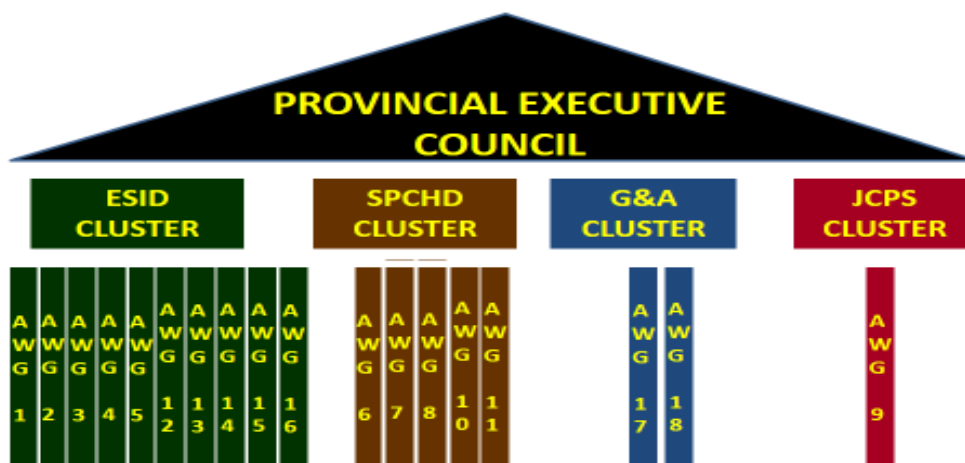 PROVINCIAL EXECUTIVE
COUNCIL
ESID
CLUSTER
SPCHD
CLUSTER
G&A
CLUSTER
JCPS
CLUSTER
AWG 1
AWG 2
AWG 3
AWG 4
AWG 5
AWG 12
AWG 13
AWG 14
AWG 15
AWG 16
AWG 6
AWG 7
AWG 8
AWG 10
AWG 11
AWG 17
AWG 18
AWG 9